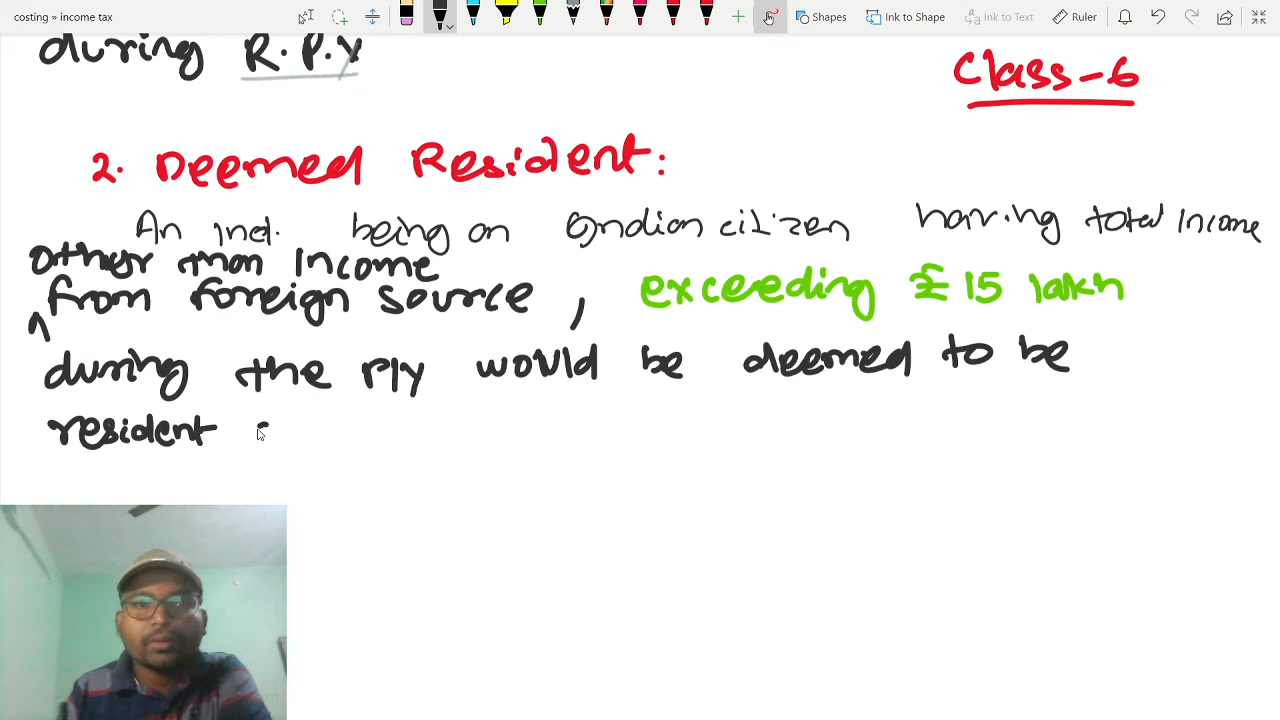 costing » income tax
Shapes Ink to Shape Ink to Text Ruler
during R.P.Y
Class-6
2. Deemed Resident:
An ind. being an Indian citizen having total Income
other than Income
from foreign source, exceeding ₹ 15 lakh
during the P/y would be deemed to be
resident